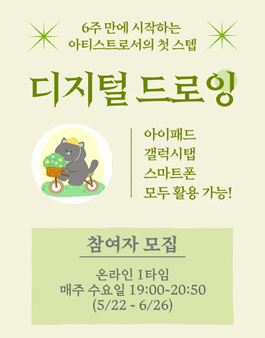 6주 만에 시작하는
아티스트로서의 첫 스텝
디지털 드로잉
아이패드
갤럭시탭
스마트폰
모두 활용 가능!
참여자 모집
온라인 1타임
매주 수요일 19:00~20:50
(5/22 ~ 6/26)